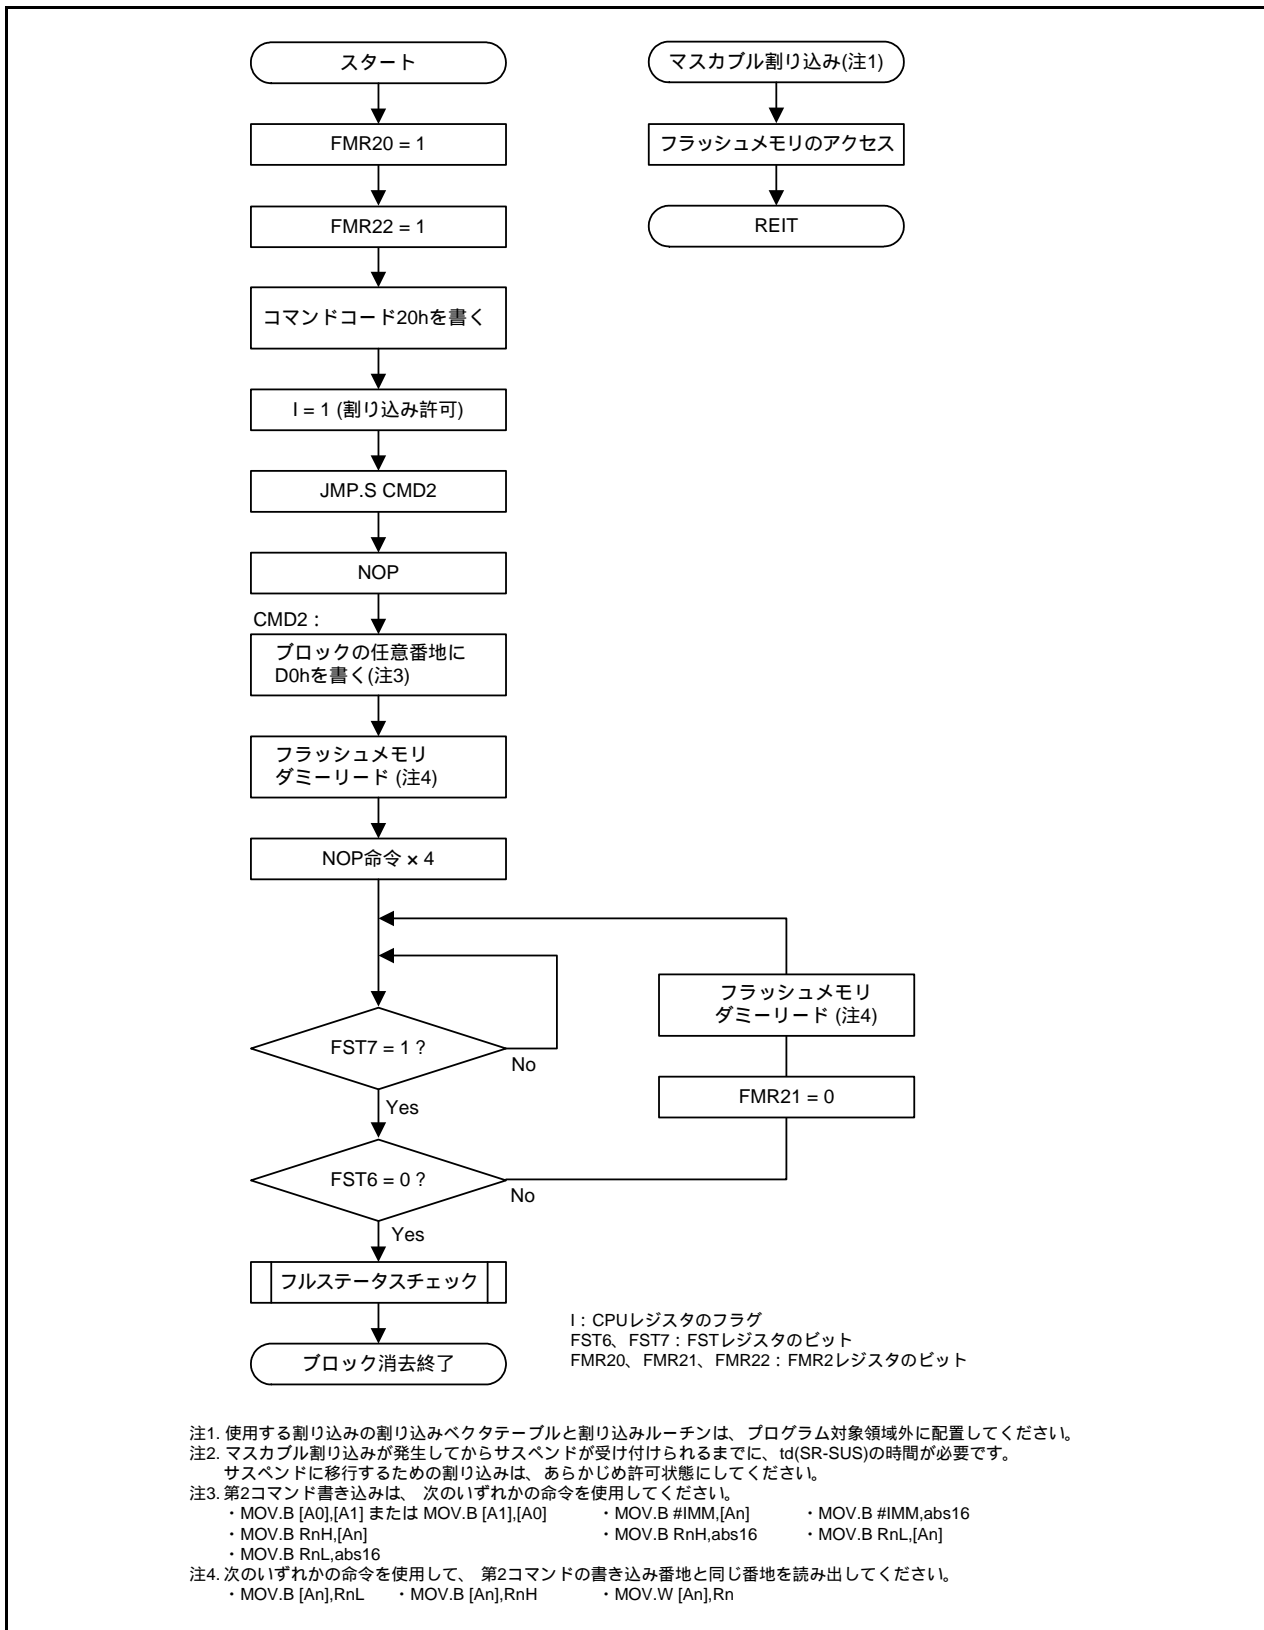 スタート
FMR20 = 1
FMR22 = 1
コマンドコード20hを書く
I = 1 (割り込み許可)
JMP.S CMD2
NOP
CMD2：
ブロックの任意番地に
D0hを書く(注3)
フラッシュメモリ
ダミーリード (注4)
NOP命令 × 4
FST7 = 1 ?
No
Yes
FST6 = 0 ?
No
Yes
フルステータスチェック
ブロック消去終了
マスカブル割り込み(注1)
フラッシュメモリのアクセス
REIT
フラッシュメモリ
ダミーリード (注4)
FMR21 = 0
I：CPUレジスタのフラグ
FST6、FST7：FSTレジスタのビット
FMR20、FMR21、FMR22：FMR2レジスタのビット
注1. 使用する割り込みの割り込みベクタテーブルと割り込みルーチンは、プログラム対象領域外に配置してください。
注2. マスカブル割り込みが発生してからサスペンドが受け付けられるまでに、td(SR-SUS)の時間が必要です。
サスペンドに移行するための割り込みは、あらかじめ許可状態にしてください。
注3. 第2コマンド書き込みは、次のいずれかの命令を使用してください。
・MOV.B [A0],[A1] または MOV.B [A1],[A0] ・MOV.B #IMM,[An] ・MOV.B #IMM,abs16
・MOV.B RnH,[An] ・MOV.B RnH,abs16 ・MOV.B RnL,[An]
・MOV.B RnL,abs16
注4. 次のいずれかの命令を使用して、第2コマンドの書き込み番地と同じ番地を読み出してください。
・MOV.B [An],RnL ・MOV.B [An],RnH ・MOV.W [An],Rn